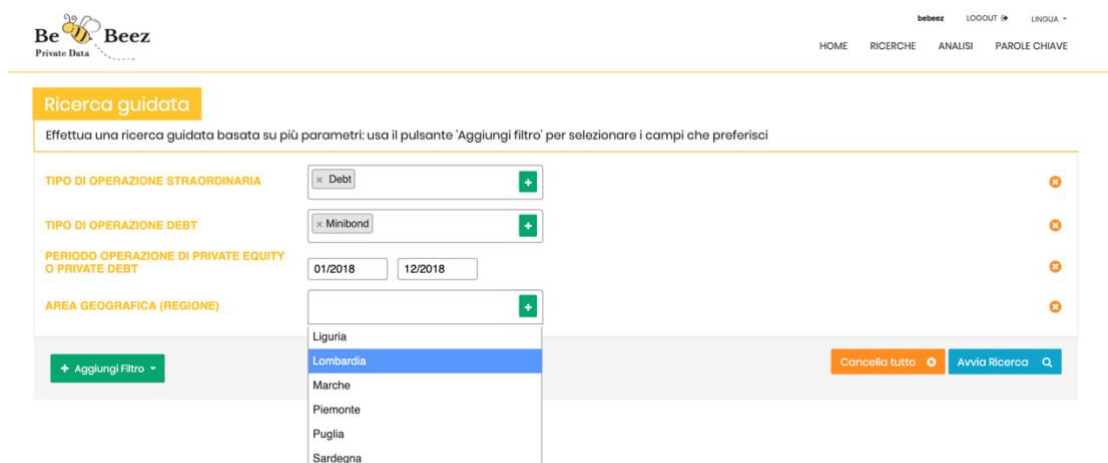 Be Beez
Private Data
bebeez LOGOUT LINGUA
HOME RICERCHE ANALISI PAROLE CHIAVE
Ricerca guidata
Effettua una ricerca guidata basata su più parametri: usa il pulsante 'Aggiungi filtro' per selezionare i campi che preferisci
TIPO DI OPERAZIONE STRAORDINARIA × Debt +
TIPO DI OPERAZIONE DEBT × Minibond +
PERIODO OPERAZIONE DI PRIVATE EQUITY
O PRIVATE DEBT 01/2018 12/2018
AREA GEOGRAFICA (REGIONE) +
Liguria
Lombardia
+ Aggiungi Filtro Cancella tutto Avvia Ricerca
Marche
Piemonte
Puglia
Sardegna